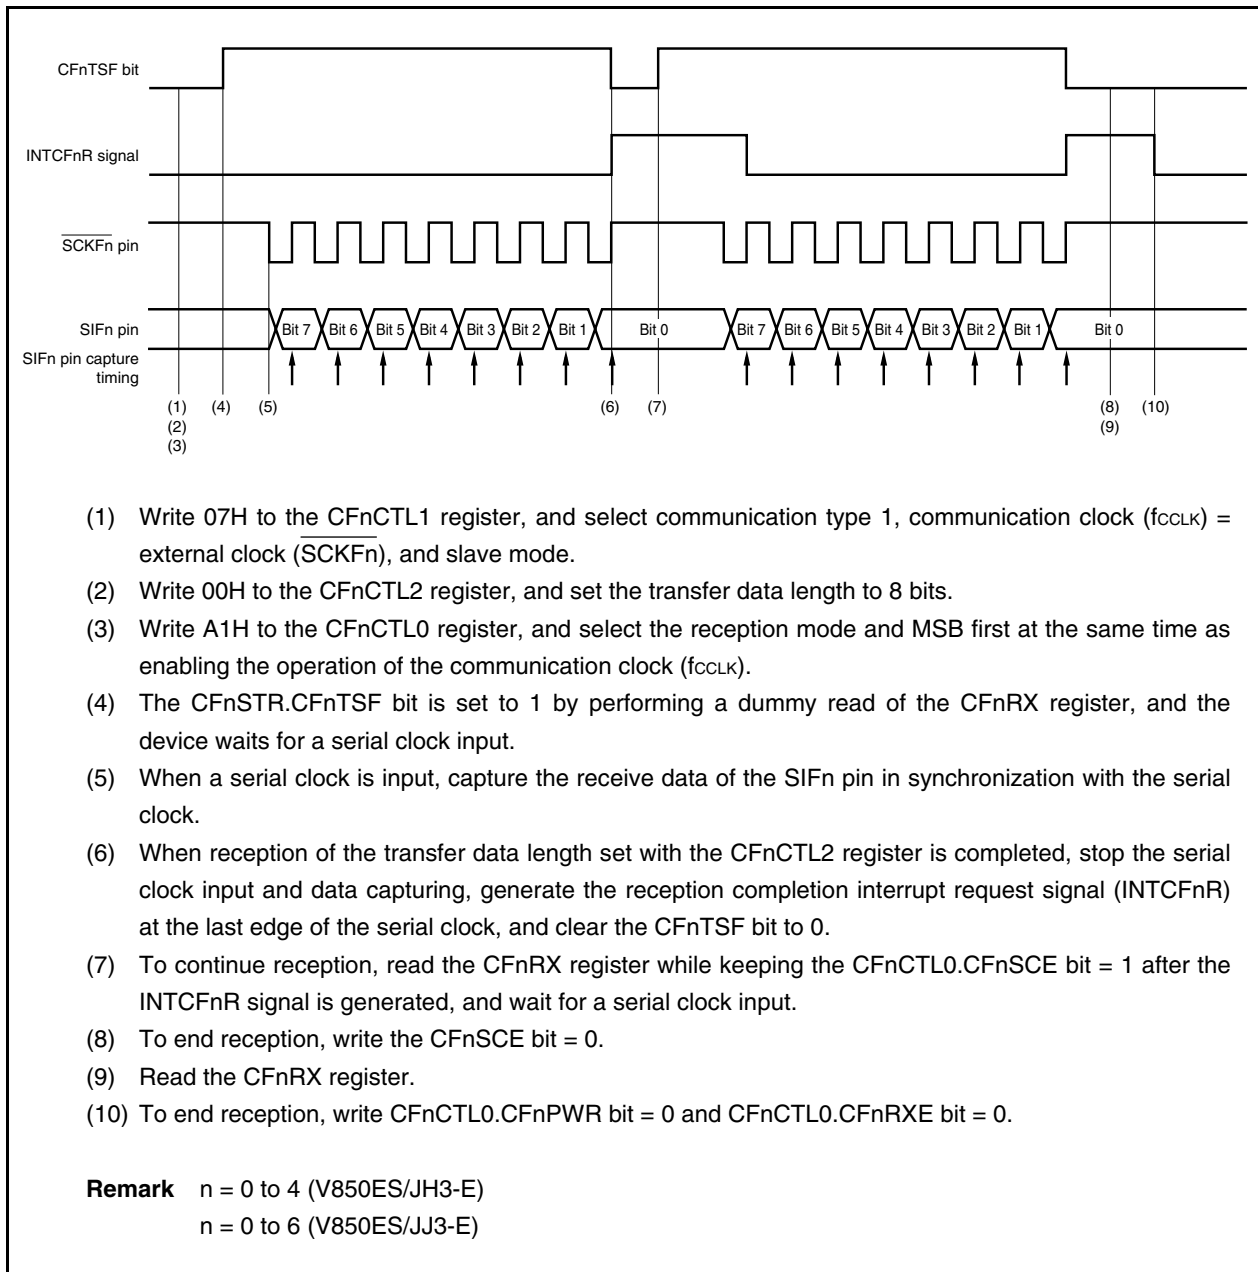 CFnTSF bit
INTCFnR signal
SCKFn pin
SIFn pin
Bit 7 Bit 6 Bit 5 Bit 4 Bit 3 Bit 2 Bit 1 Bit 0 Bit 7 Bit 6 Bit 5 Bit 4 Bit 3 Bit 2 Bit 1 Bit 0
SIFn pin capture
timing
(1) (4) (5) (6) (7) (8) (10)
(2) (9)
(3)
(1) Write 07H to the CFnCTL1 register, and select communication type 1, communication clock (fCCLK) =
external clock (SCKFn), and slave mode.
(2) Write 00H to the CFnCTL2 register, and set the transfer data length to 8 bits.
(3) Write A1H to the CFnCTL0 register, and select the reception mode and MSB first at the same time as
enabling the operation of the communication clock (fCCLK).
(4) The CFnSTR.CFnTSF bit is set to 1 by performing a dummy read of the CFnRX register, and the
device waits for a serial clock input.
(5) When a serial clock is input, capture the receive data of the SIFn pin in synchronization with the serial
clock.
(6) When reception of the transfer data length set with the CFnCTL2 register is completed, stop the serial
clock input and data capturing, generate the reception completion interrupt request signal (INTCFnR)
at the last edge of the serial clock, and clear the CFnTSF bit to 0.
(7) To continue reception, read the CFnRX register while keeping the CFnCTL0.CFnSCE bit = 1 after the
INTCFnR signal is generated, and wait for a serial clock input.
(8) To end reception, write the CFnSCE bit = 0.
(9) Read the CFnRX register.
(10) To end reception, write CFnCTL0.CFnPWR bit = 0 and CFnCTL0.CFnRXE bit = 0.
Remark n = 0 to 4 (V850ES/JH3-E)
n = 0 to 6 (V850ES/JJ3-E)